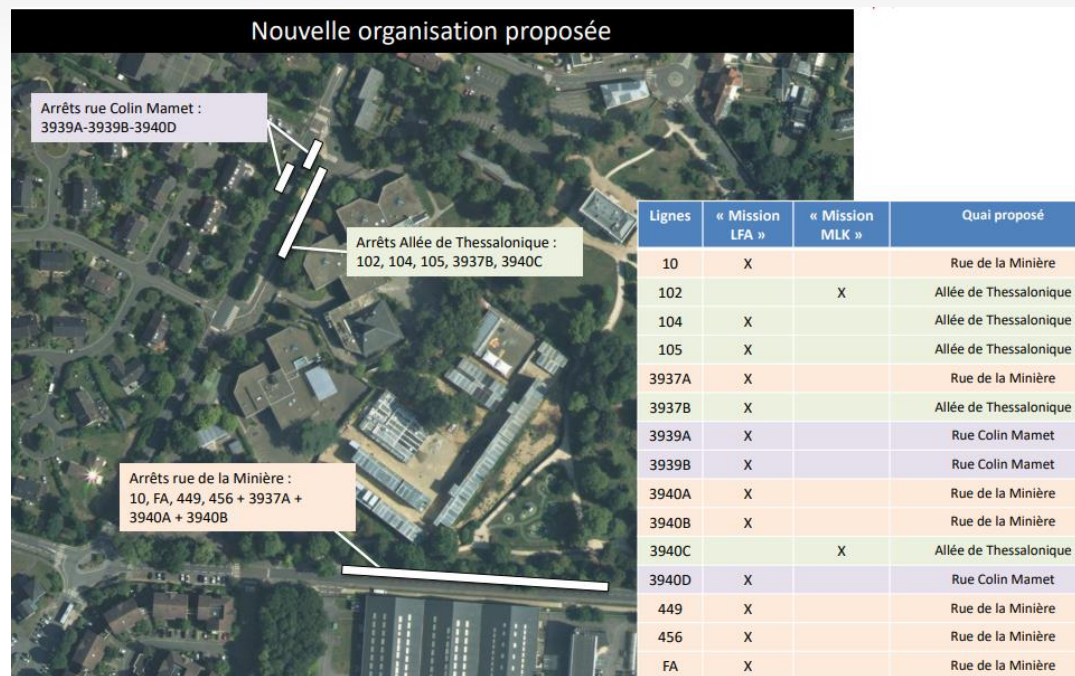 Nouvelle organisation proposée
Arrêts rue Colin Mamet :
3939A-3939B-3940D
Arrêts Allée de Thessalonique :
102, 104, 105, 3937B, 3940C
Arrêts rue de la Minière :
10, FA, 449, 456 + 3937A +
3940A + 3940B
Lignes « Mission LFA » « Mission MLK » Quai proposé
10 X Rue de la Minière
102 X Allée de Thessalonique
104 X Allée de Thessalonique
105 X Allée de Thessalonique
3937A X Rue de la Minière
3937B X Allée de Thessalonique
3939A X Rue Colin Mamet
3939B X Rue Colin Mamet
3940A X Rue de la Minière
3940B X Rue de la Minière
3940C X Allée de Thessalonique
3940D X Rue Colin Mamet
449 X Rue de la Minière
456 X Rue de la Minière
FA X Rue de la Minière